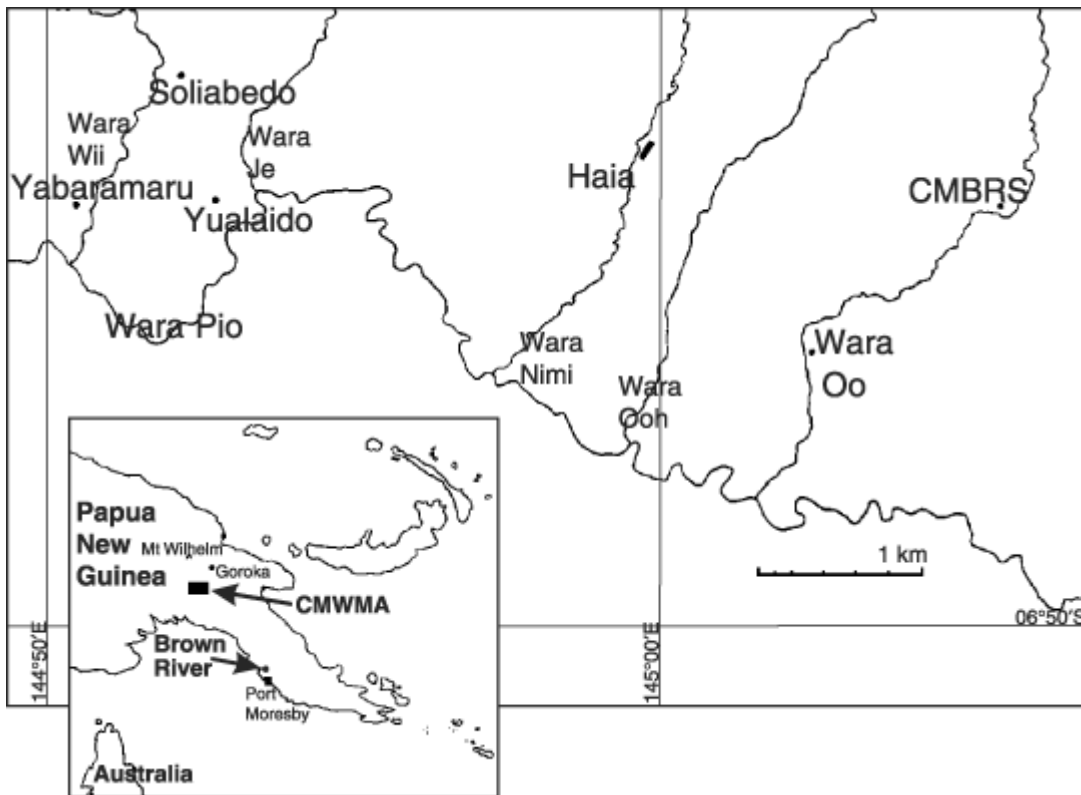 Soliabedo
Wara
Wii
Wara
Je
Yabaramaru
Yualaido
Haia
CMBRS
Wara Pio
Wara
Nimi
Wara
Oo
Wara
Ooh
1 km
06°50'S
144°50'E
145°00'E
Papua
New
Guinea
Mt Wilhelm
Goroka
CMWMA
Brown
River
Port
Moresby
Australia